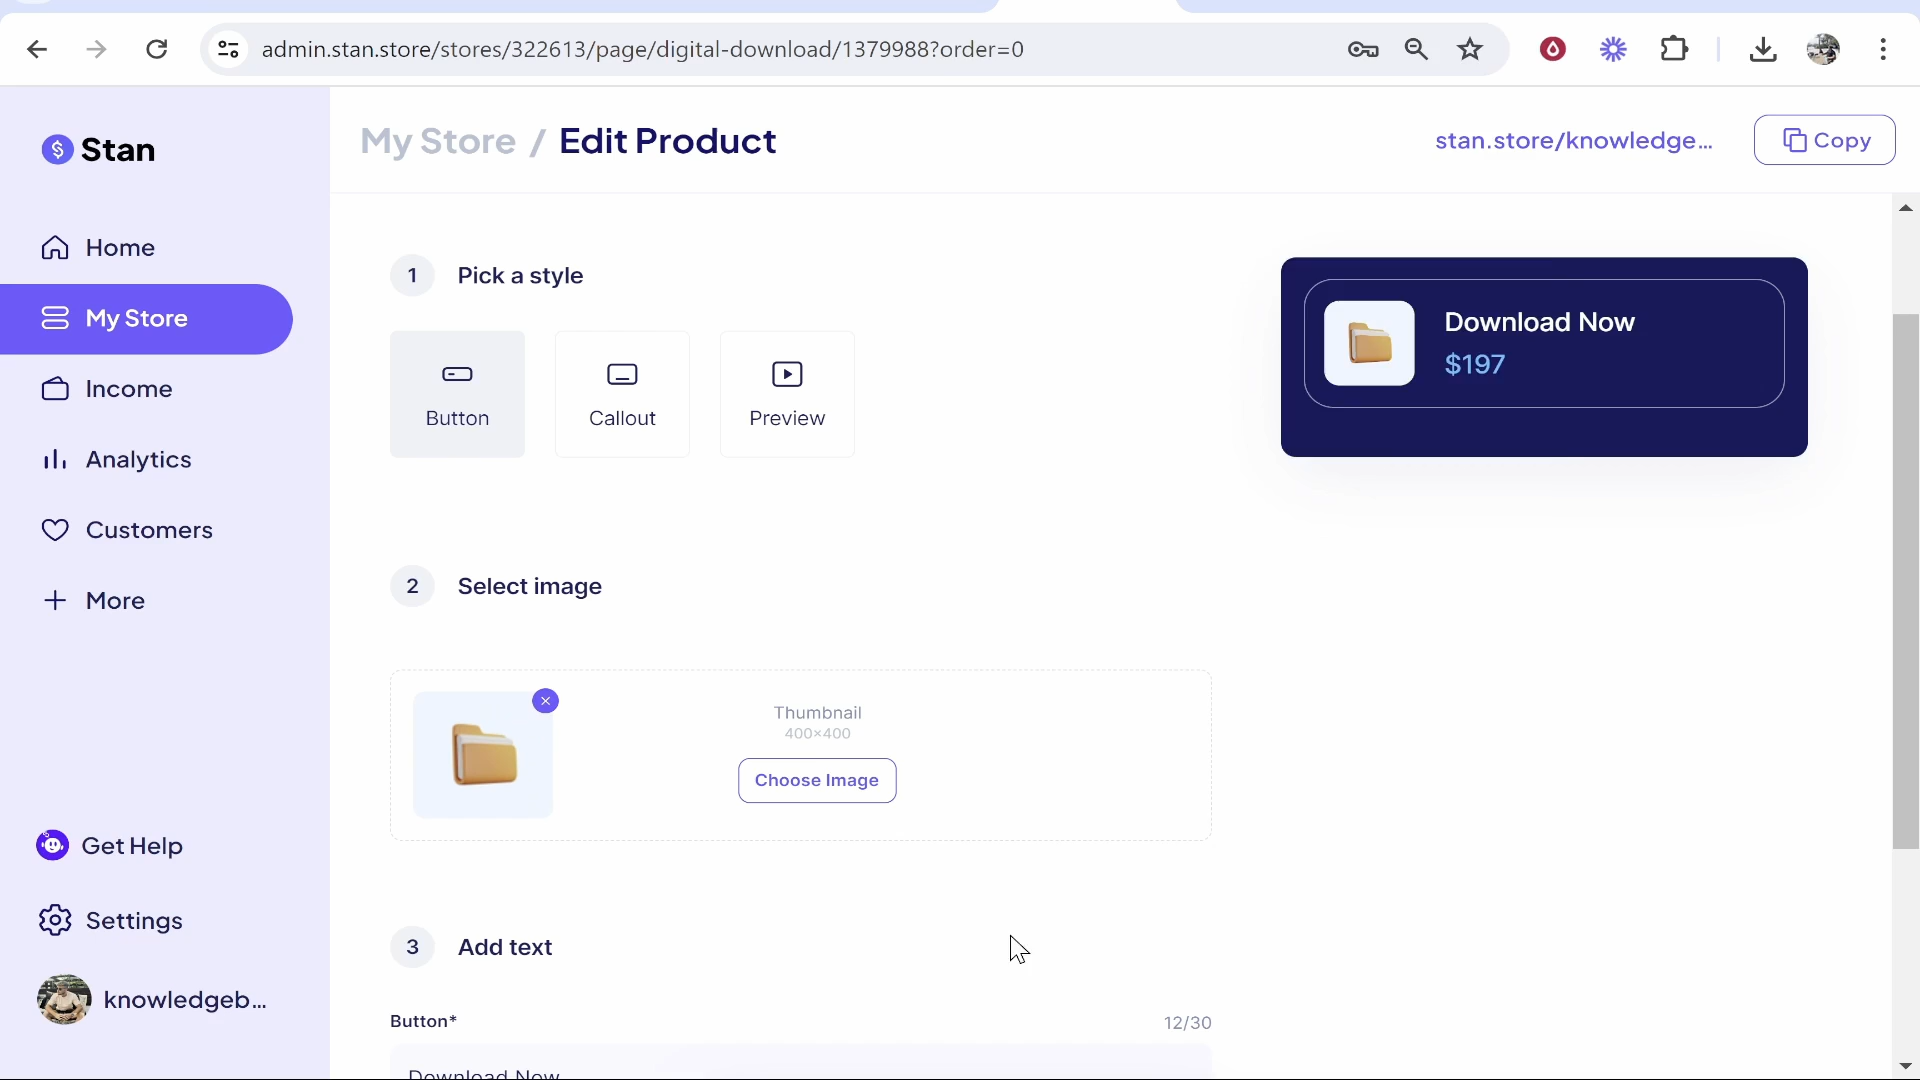 admin.stan.store/stores/322613/page/digital-download/1379988?order=0
$ Stan
Home
My Store
Income
Analytics
Customers
More
Get Help
Settings
knowledgeb...
My Store / Edit Product
stan.store/knowledge...
Copy
1 Pick a style
Button
Callout
Preview
Download Now
$197
2 Select image
Thumbnail
400×400
Choose Image
3 Add text
Button*
12/30
Download Now